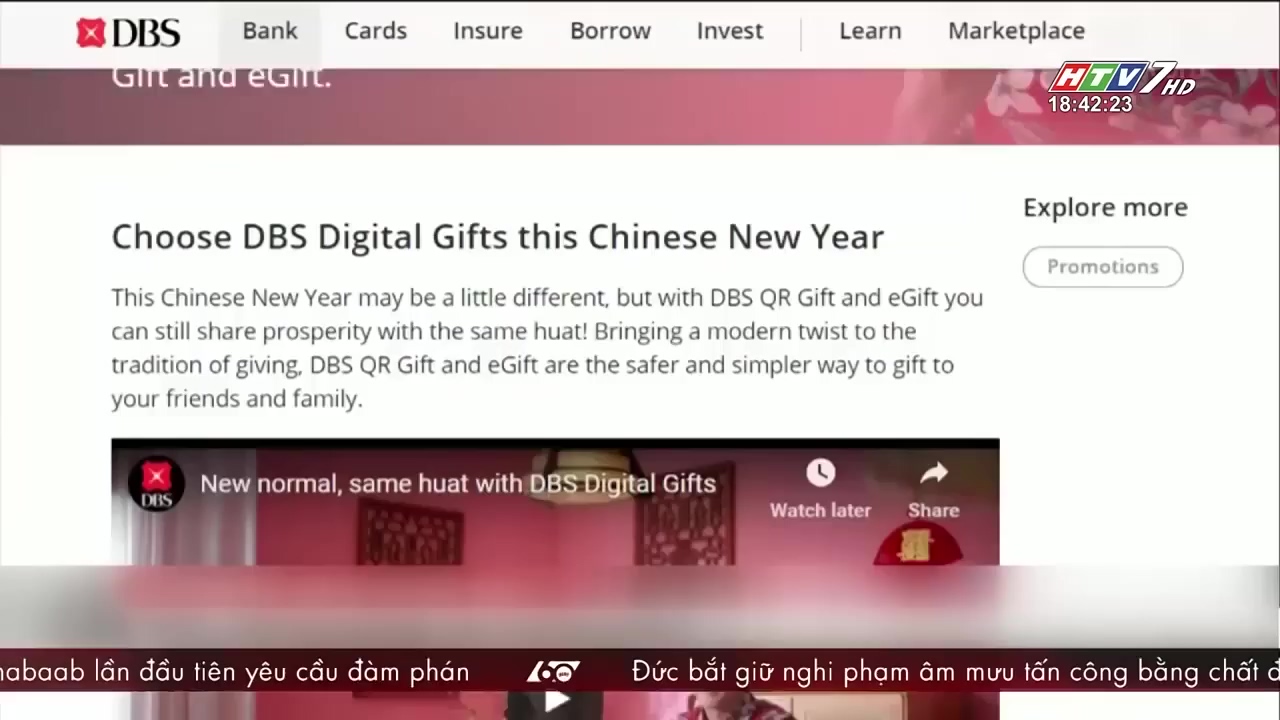 DBS Bank Cards Insure Borrow Invest Learn Marketplace
Gift and eGift.
HTV7 HD
18:42:23
Choose DBS Digital Gifts this Chinese New Year
This Chinese New Year may be a little different, but with DBS QR Gift and eGift you
can still share prosperity with the same huat! Bringing a modern twist to the
tradition of giving, DBS QR Gift and eGift are the safer and simpler way to gift to
your friends and family.
Explore more
Promotions
DBS
New normal, same huat with DBS Digital Gifts
Watch later
Share
habaab lần đầu tiên yêu cầu đàm phán
Đức bắt giữ nghi phạm âm mưu tấn công bằng chất